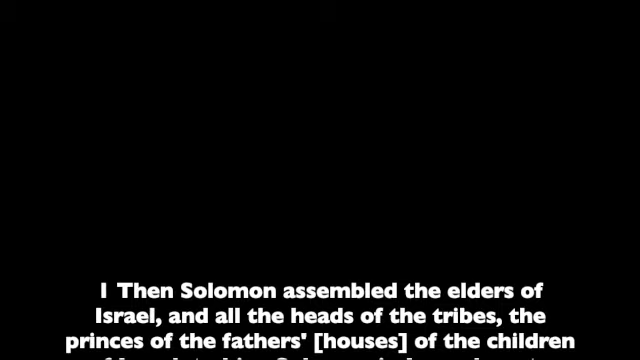 1 Then Solomon assembled the elders of
Israel, and all the heads of the tribes, the
princes of the fathers' [houses] of the children